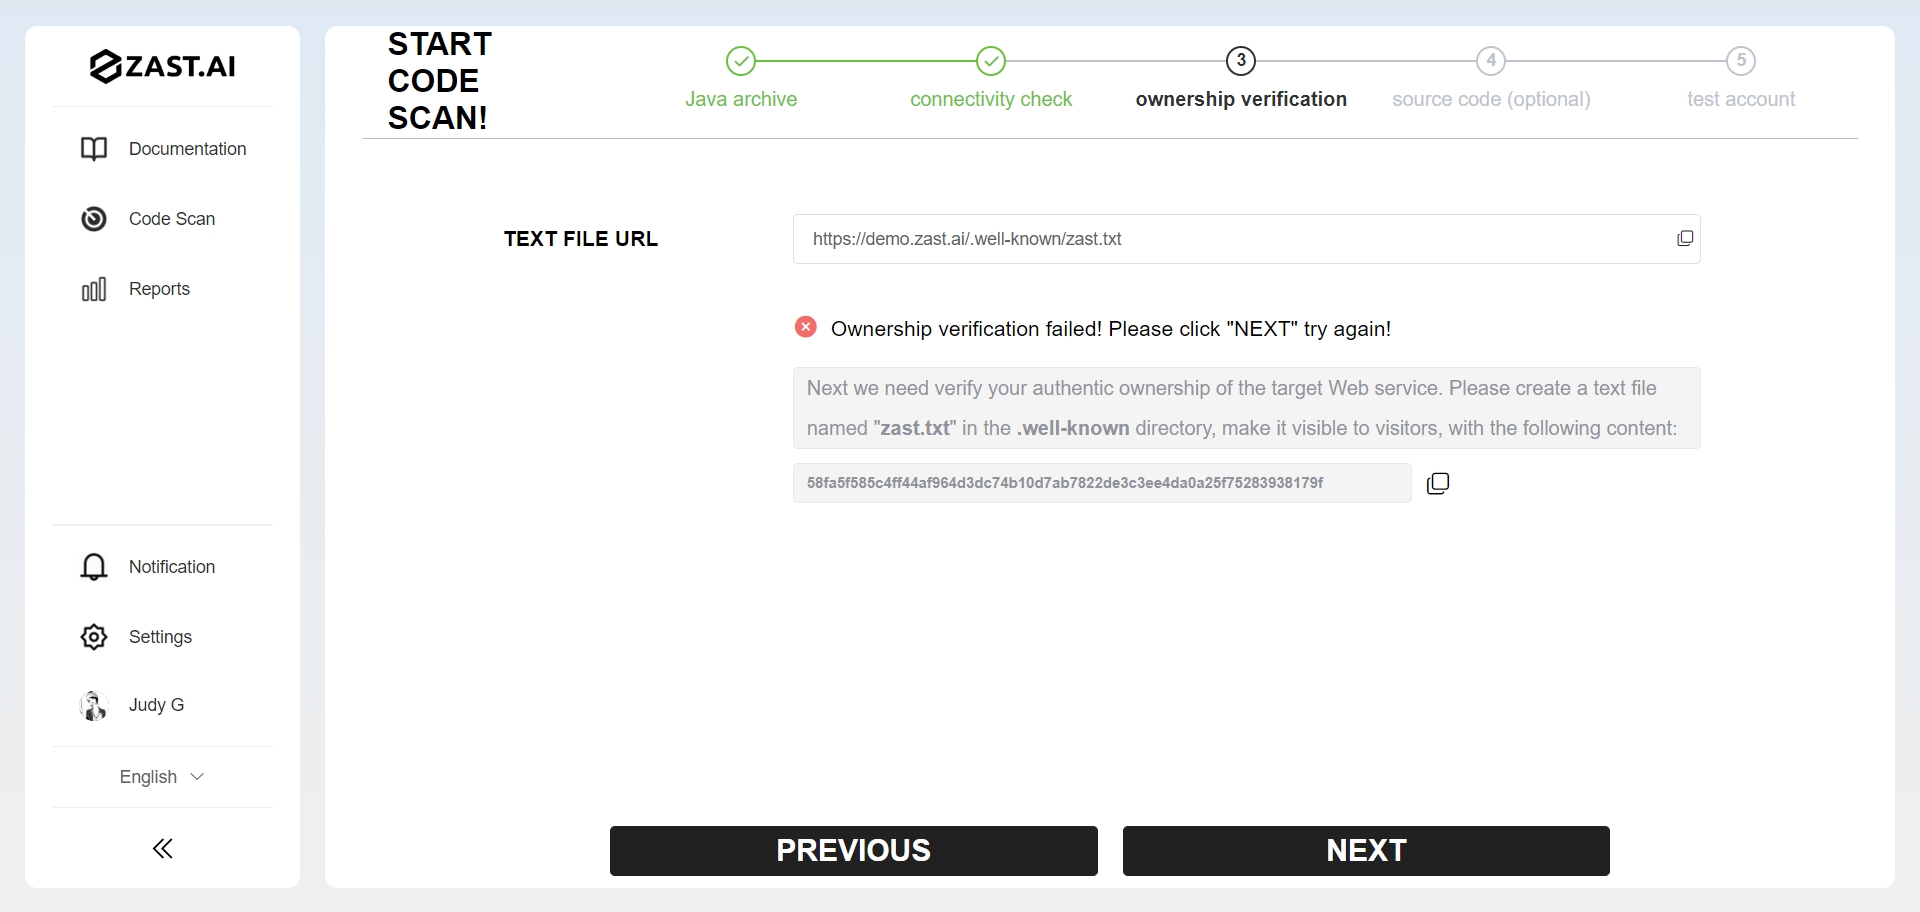 ZAST.AI
Documentation
Code Scan
Reports
Notification
Settings
Judy G
English
START
CODE
SCAN!
Java archive
connectivity check
3
ownership verification
4
source code (optional)
5
test account
TEXT FILE URL
https://demo.zast.ai/.well-known/zast.txt
Ownership verification failed! Please click "NEXT" try again!
Next we need verify your authentic ownership of the target Web service. Please create a text file
named "zast.txt" in the .well-known directory, make it visible to visitors, with the following content:
58fa5f585c4ff44af964d3dc74b10d7ab7822de3c3ee4da0a25f75283938179f
PREVIOUS
NEXT